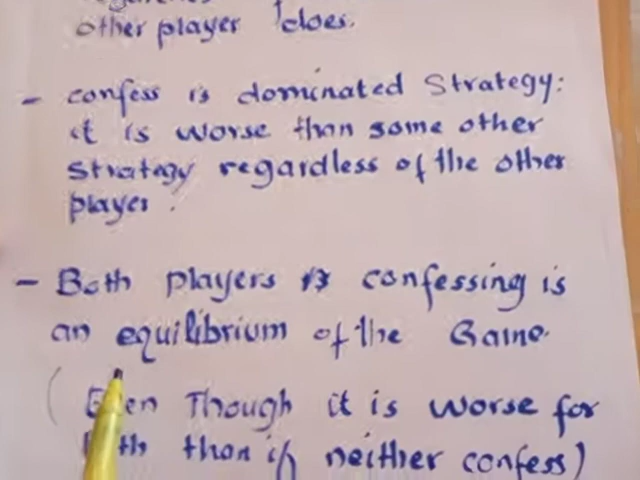 other player does.
- confess is dominated Strategy:
it is worse than some other
Strategy regardless of the other
player.
- Both players is confessing is
an equilibrium of the Game.
(Even Though it is worse for
both than if neither confess)